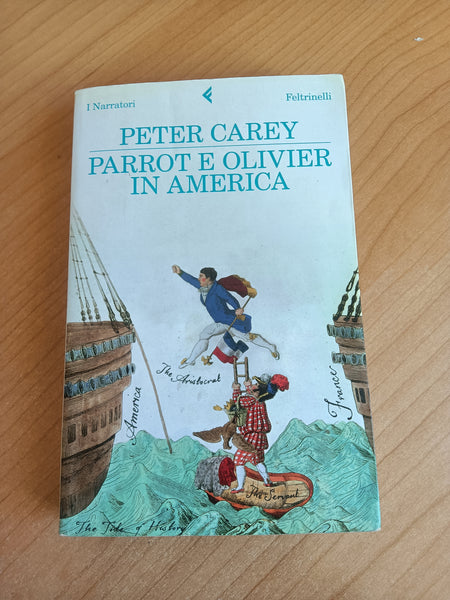 I Narratori
Feltrinelli
PETER CAREY
PARROT E OLIVIER
IN AMERICA
The Aristocrat
America
France
The Servant
The Tide of History